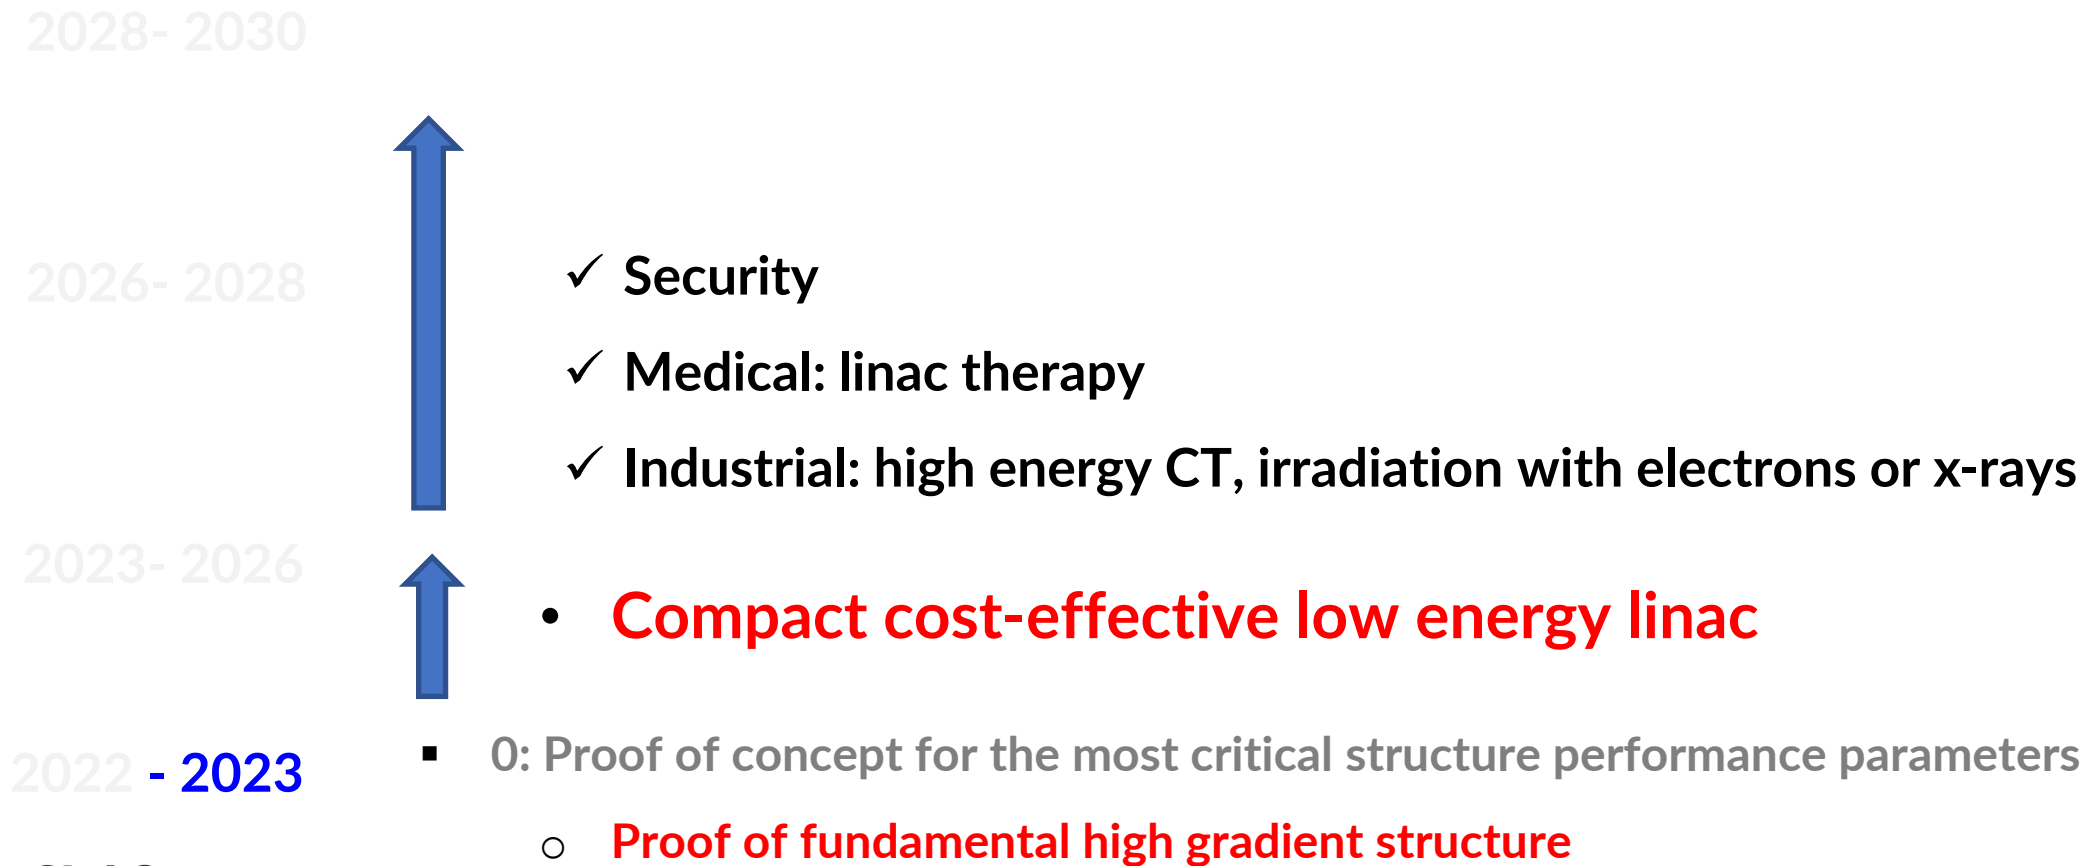 2028- 2030
2026- 2028
✓ Security
✓ Medical: linac therapy
✓ Industrial: high energy CT, irradiation with electrons or x-rays
2023- 2026
• Compact cost-effective low energy linac
2022 - 2023
▪ 0: Proof of concept for the most critical structure performance parameters
○ Proof of fundamental high gradient structure